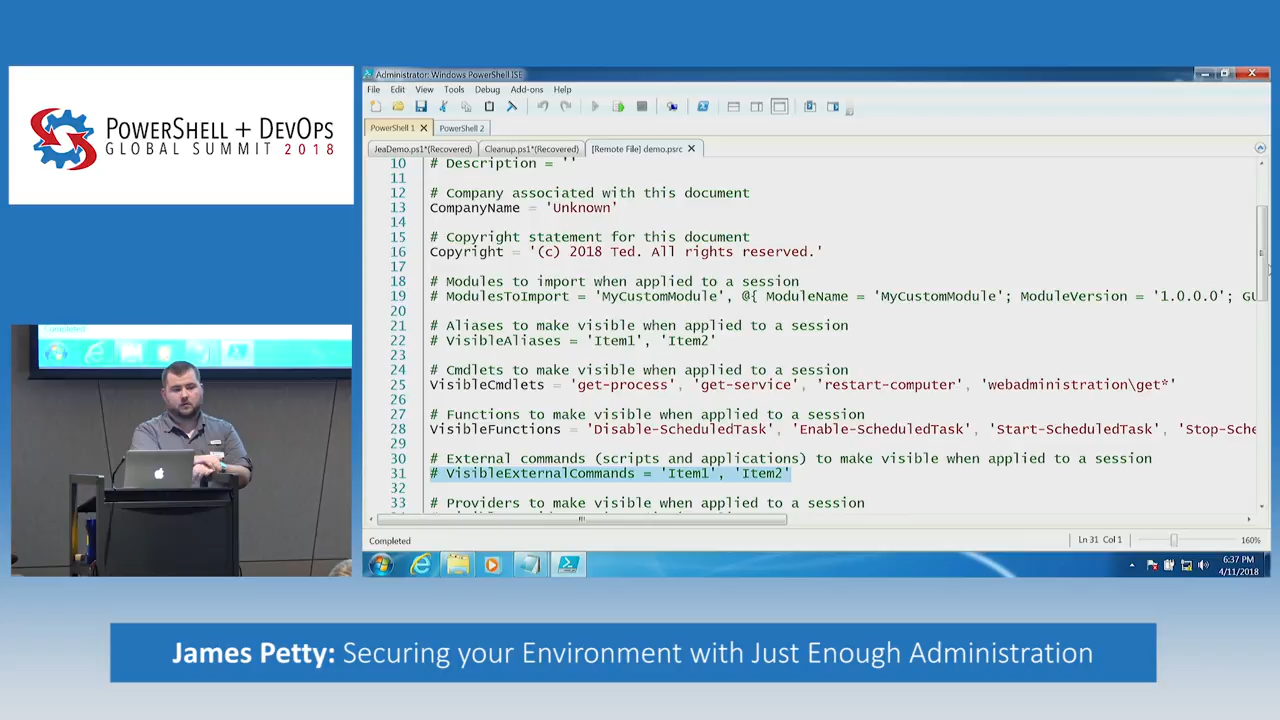 PowerShell + DevOps
GLOBAL SUMMIT 2018
Administrator: Windows PowerShell ISE
File Edit View Tools Debug Add-ons Help
PowerShell 1 PowerShell 2
JeaDemo.ps1*(Recovered) Cleanup.ps1*(Recovered) [Remote File] demo.psrc
10 # Description = ''
11
12 # Company associated with this document
13 CompanyName = 'Unknown'
14
15 # Copyright statement for this document
16 Copyright = '(c) 2018 Ted. All rights reserved.'
17
18 # Modules to import when applied to a session
19 # ModulesToImport = 'MyCustomModule', @{ ModuleName = 'MyCustomModule'; ModuleVersion = '1.0.0.0'; GU
20
21 # Aliases to make visible when applied to a session
22 # VisibleAliases = 'Item1', 'Item2'
23
24 # Cmdlets to make visible when applied to a session
25 VisibleCmdlets = 'get-process', 'get-service', 'restart-computer', 'webadministration\get*'
26
27 # Functions to make visible when applied to a session
28 VisibleFunctions = 'Disable-ScheduledTask', 'Enable-ScheduledTask', 'Start-ScheduledTask', 'Stop-Sche
29
30 # External commands (scripts and applications) to make visible when applied to a session
31 # VisibleExternalCommands = 'Item1', 'Item2'
32
33 # Providers to make visible when applied to a session
Completed
Ln 31 Col 1 160%
6:37 PM
4/11/2018
Completed
James Petty: Securing your Environment with Just Enough Administration